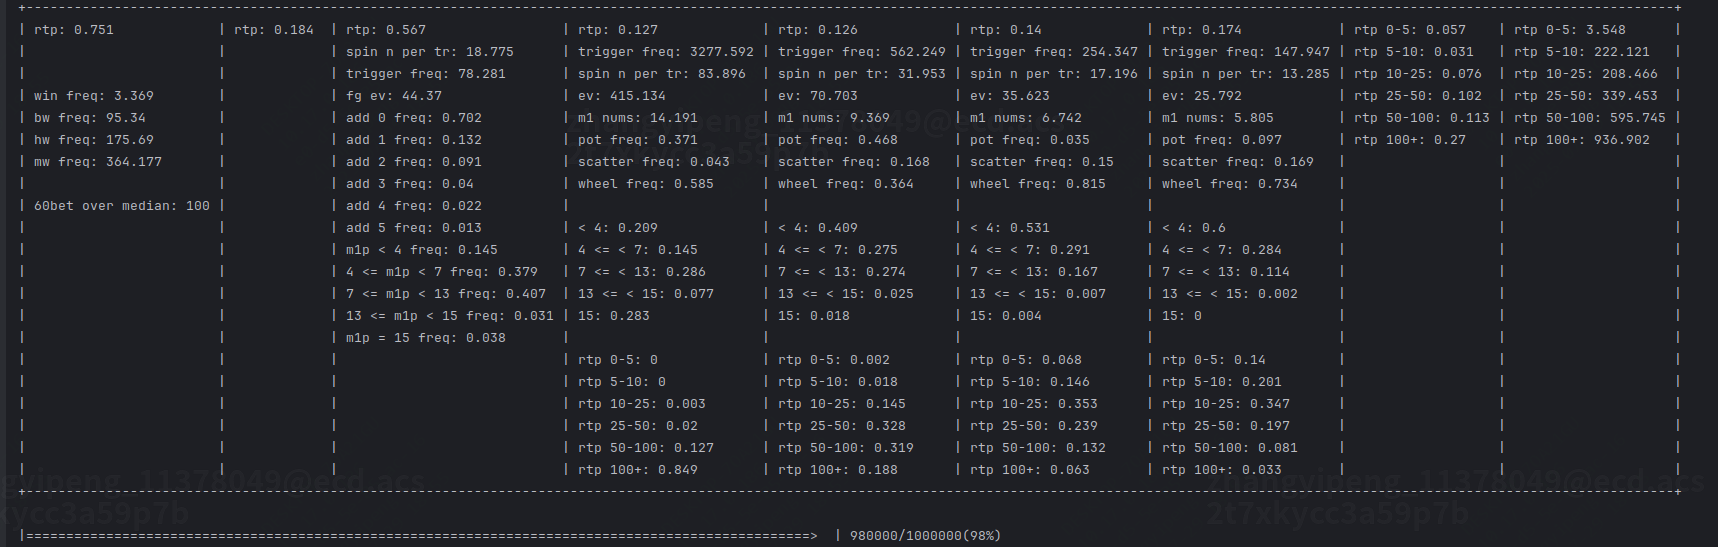 +------------------------------------------------------------------------------------------------------------------------------------------------------------------------------------------------------------------+
| rtp: 0.751 | rtp: 0.184 | rtp: 0.567 | rtp: 0.127 | rtp: 0.126 | rtp: 0.14 | rtp: 0.174 | rtp 0-5: 0.057 | rtp 0-5: 3.548 |
| | | spin n per tr: 18.775 | trigger freq: 3277.592 | trigger freq: 562.249 | trigger freq: 254.347 | trigger freq: 147.947 | rtp 5-10: 0.031 | rtp 5-10: 222.121 |
| | | trigger freq: 78.281 | spin n per tr: 83.896 | spin n per tr: 31.953 | spin n per tr: 17.196 | spin n per tr: 13.285 | rtp 10-25: 0.076 | rtp 10-25: 208.466 |
| win freq: 3.369 | | fg ev: 44.37 | ev: 415.134 | ev: 70.703 | ev: 35.623 | ev: 25.792 | rtp 25-50: 0.102 | rtp 25-50: 339.453 |
| bw freq: 95.34 | | add 0 freq: 0.702 | m1 nums: 14.191 | m1 nums: 9.369 | m1 nums: 6.742 | m1 nums: 5.805 | rtp 50-100: 0.113 | rtp 50-100: 595.745 |
| hw freq: 175.69 | | add 1 freq: 0.132 | pot freq: 0.371 | pot freq: 0.468 | pot freq: 0.035 | pot freq: 0.097 | rtp 100+: 0.27 | rtp 100+: 936.902 |
| mw freq: 364.177 | | add 2 freq: 0.091 | scatter freq: 0.043 | scatter freq: 0.168 | scatter freq: 0.15 | scatter freq: 0.169 | | |
| | | add 3 freq: 0.04 | wheel freq: 0.585 | wheel freq: 0.364 | wheel freq: 0.815 | wheel freq: 0.734 | | |
| 60bet over median: 100 | | add 4 freq: 0.022 | | | | | | |
| | | add 5 freq: 0.013 | < 4: 0.209 | < 4: 0.409 | < 4: 0.531 | < 4: 0.6 | | |
| | | m1p < 4 freq: 0.145 | 4 <= < 7: 0.145 | 4 <= < 7: 0.275 | 4 <= < 7: 0.291 | 4 <= < 7: 0.284 | | |
| | | 4 <= m1p < 7 freq: 0.379 | 7 <= < 13: 0.286 | 7 <= < 13: 0.274 | 7 <= < 13: 0.167 | 7 <= < 13: 0.114 | | |
| | | 7 <= m1p < 13 freq: 0.407 | 13 <= < 15: 0.077 | 13 <= < 15: 0.025 | 13 <= < 15: 0.007 | 13 <= < 15: 0.002 | | |
| | | 13 <= m1p < 15 freq: 0.031 | 15: 0.283 | 15: 0.018 | 15: 0.004 | 15: 0 | | |
| | | m1p = 15 freq: 0.038 | | | | | | |
| | | | rtp 0-5: 0 | rtp 0-5: 0.002 | rtp 0-5: 0.068 | rtp 0-5: 0.14 | | |
| | | | rtp 5-10: 0 | rtp 5-10: 0.018 | rtp 5-10: 0.146 | rtp 5-10: 0.201 | | |
| | | | rtp 10-25: 0.003 | rtp 10-25: 0.145 | rtp 10-25: 0.353 | rtp 10-25: 0.347 | | |
| | | | rtp 25-50: 0.02 | rtp 25-50: 0.328 | rtp 25-50: 0.239 | rtp 25-50: 0.197 | | |
| | | | rtp 50-100: 0.127 | rtp 50-100: 0.319 | rtp 50-100: 0.132 | rtp 50-100: 0.081 | | |
| | | | rtp 100+: 0.849 | rtp 100+: 0.188 | rtp 100+: 0.063 | rtp 100+: 0.033 | | |
+------------------------------------------------------------------------------------------------------------------------------------------------------------------------------------------------------------------+
|==================================================================================================> | 980000/1000000(98%)
zhangyipeng_11378049@ecd.acs
2t7xkycc3a59p7b